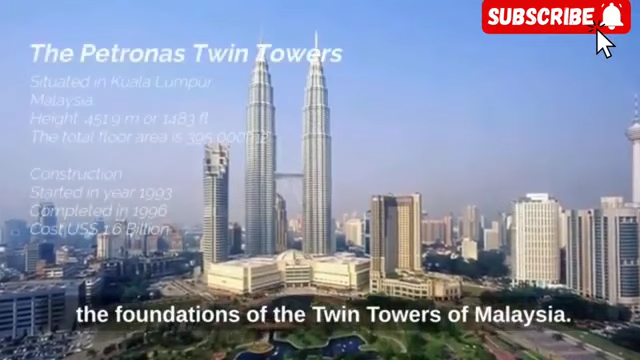 SUBSCRIBE
The Petronas Twin Towers
Situated in Kuala Lumpur,
Malaysia.
Height: 451.9 m or 1483 ft
The total floor area is 395,000m2
Construction
Started in year 1993
Completed in 1996
Cost US$ 1.6 Billion
the foundations of the Twin Towers of Malaysia.